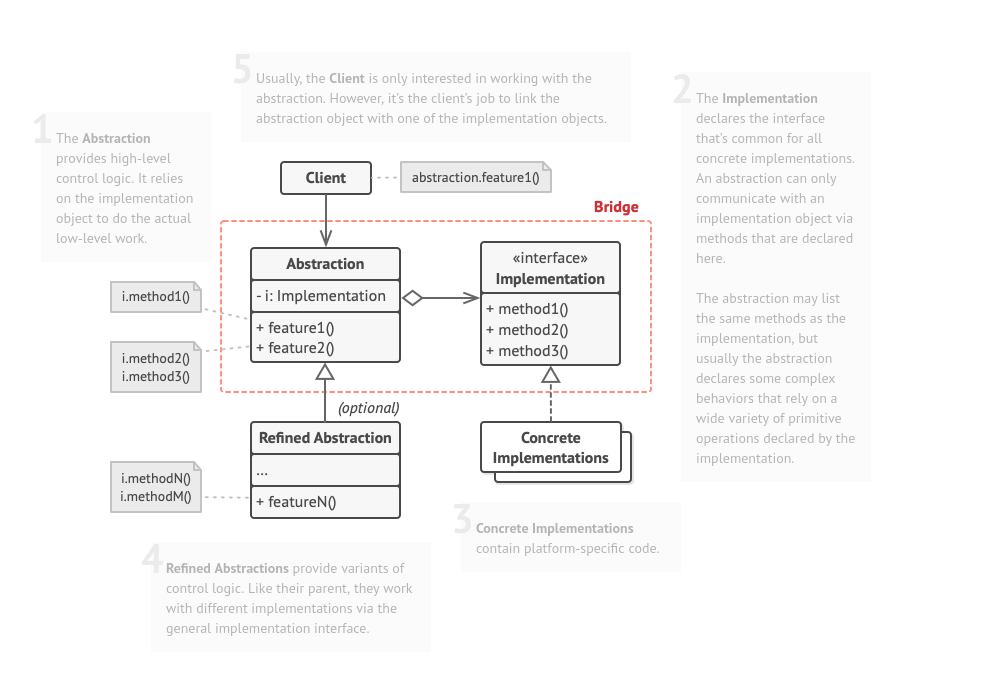 5
Usually, the Client is only interested in working with the
abstraction. However, it's the client's job to link the
abstraction object with one of the implementation objects.
1
The Abstraction
provides high-level
control logic. It relies
on the implementation
object to do the actual
low-level work.
2
The Implementation
declares the interface
that's common for all
concrete implementations.
An abstraction can only
communicate with an
implementation object via
methods that are declared
here.
The abstraction may list
the same methods as the
implementation, but
usually the abstraction
declares some complex
behaviors that rely on a
wide variety of primitive
operations declared by the
implementation.
Client
abstraction.feature1()
Bridge
Abstraction
- i: Implementation
+ feature1()
+ feature2()
«interface»
Implementation
+ method1()
+ method2()
+ method3()
i.method1()
i.method2()
i.method3()
(optional)
Refined Abstraction
...
+ featureN()
Concrete
Implementations
i.methodN()
i.methodM()
3
Concrete Implementations
contain platform-specific code.
4
Refined Abstractions provide variants of
control logic. Like their parent, they work
with different implementations via the
general implementation interface.